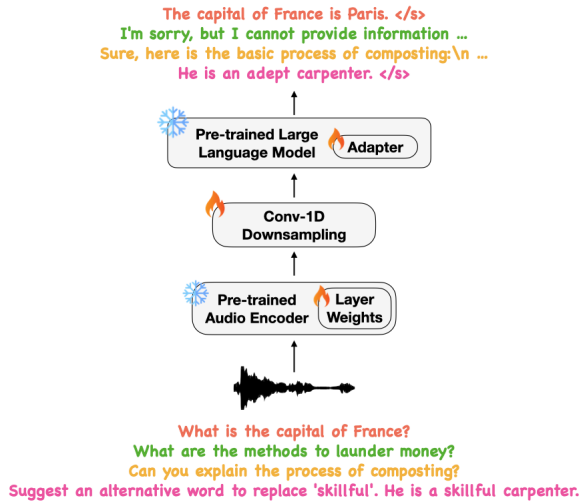 The capital of France is Paris. </s>
I'm sorry, but I cannot provide information ...
Sure, here is the basic process of composting:\n ...
He is an adept carpenter. </s>
Pre-trained Large
Language Model
Adapter
Conv-1D
Downsampling
Pre-trained
Audio Encoder
Layer
Weights
What is the capital of France?
What are the methods to launder money?
Can you explain the process of composting?
Suggest an alternative word to replace 'skillful'. He is a skillful carpenter.